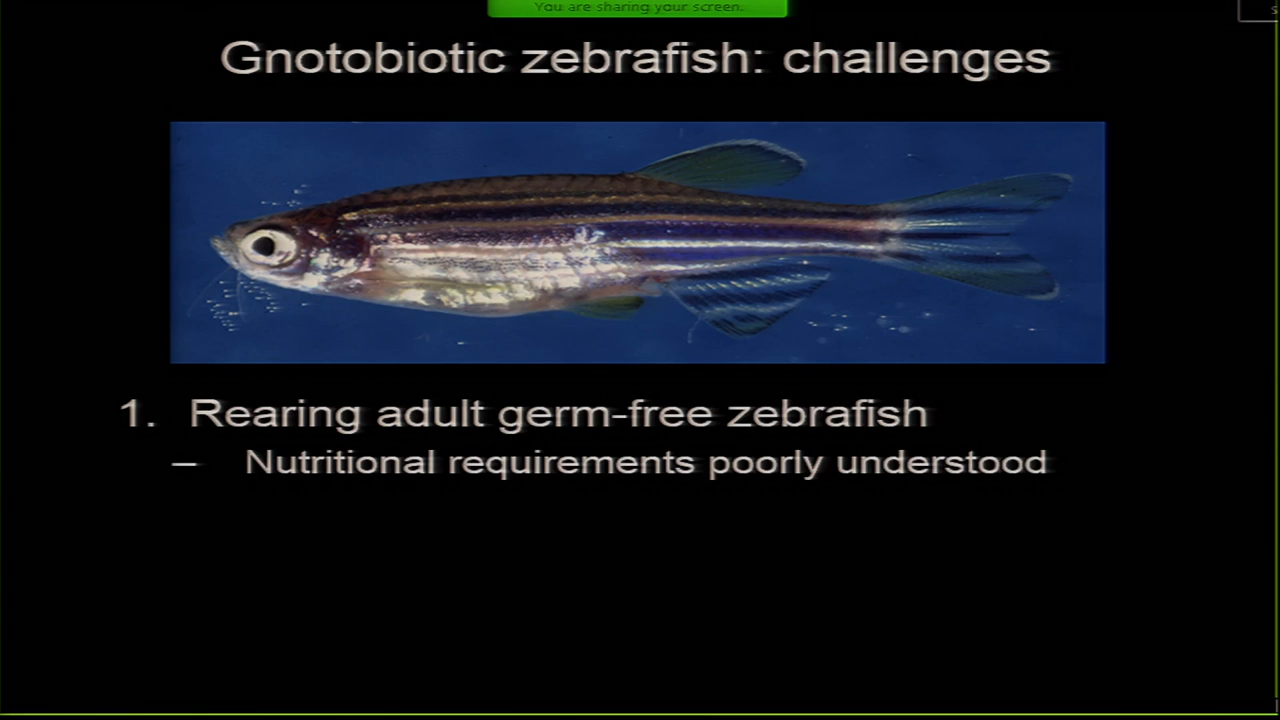 You are sharing your screen.
Gnotobiotic zebrafish: challenges
1. Rearing adult germ-free zebrafish
– Nutritional requirements poorly understood